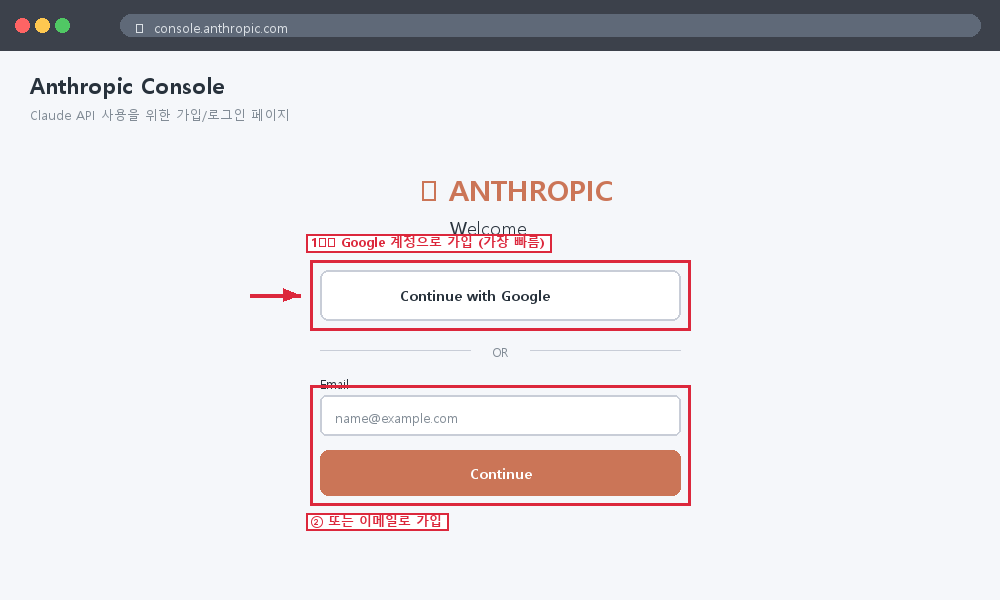 console.anthropic.com
Anthropic Console
Claude API 사용을 위한 가입/로그인 페이지
ANTHROPIC
Welcome
1 Google 계정으로 가입 (가장 빠름)
Continue with Google
OR
Email
name@example.com
Continue
② 또는 이메일로 가입